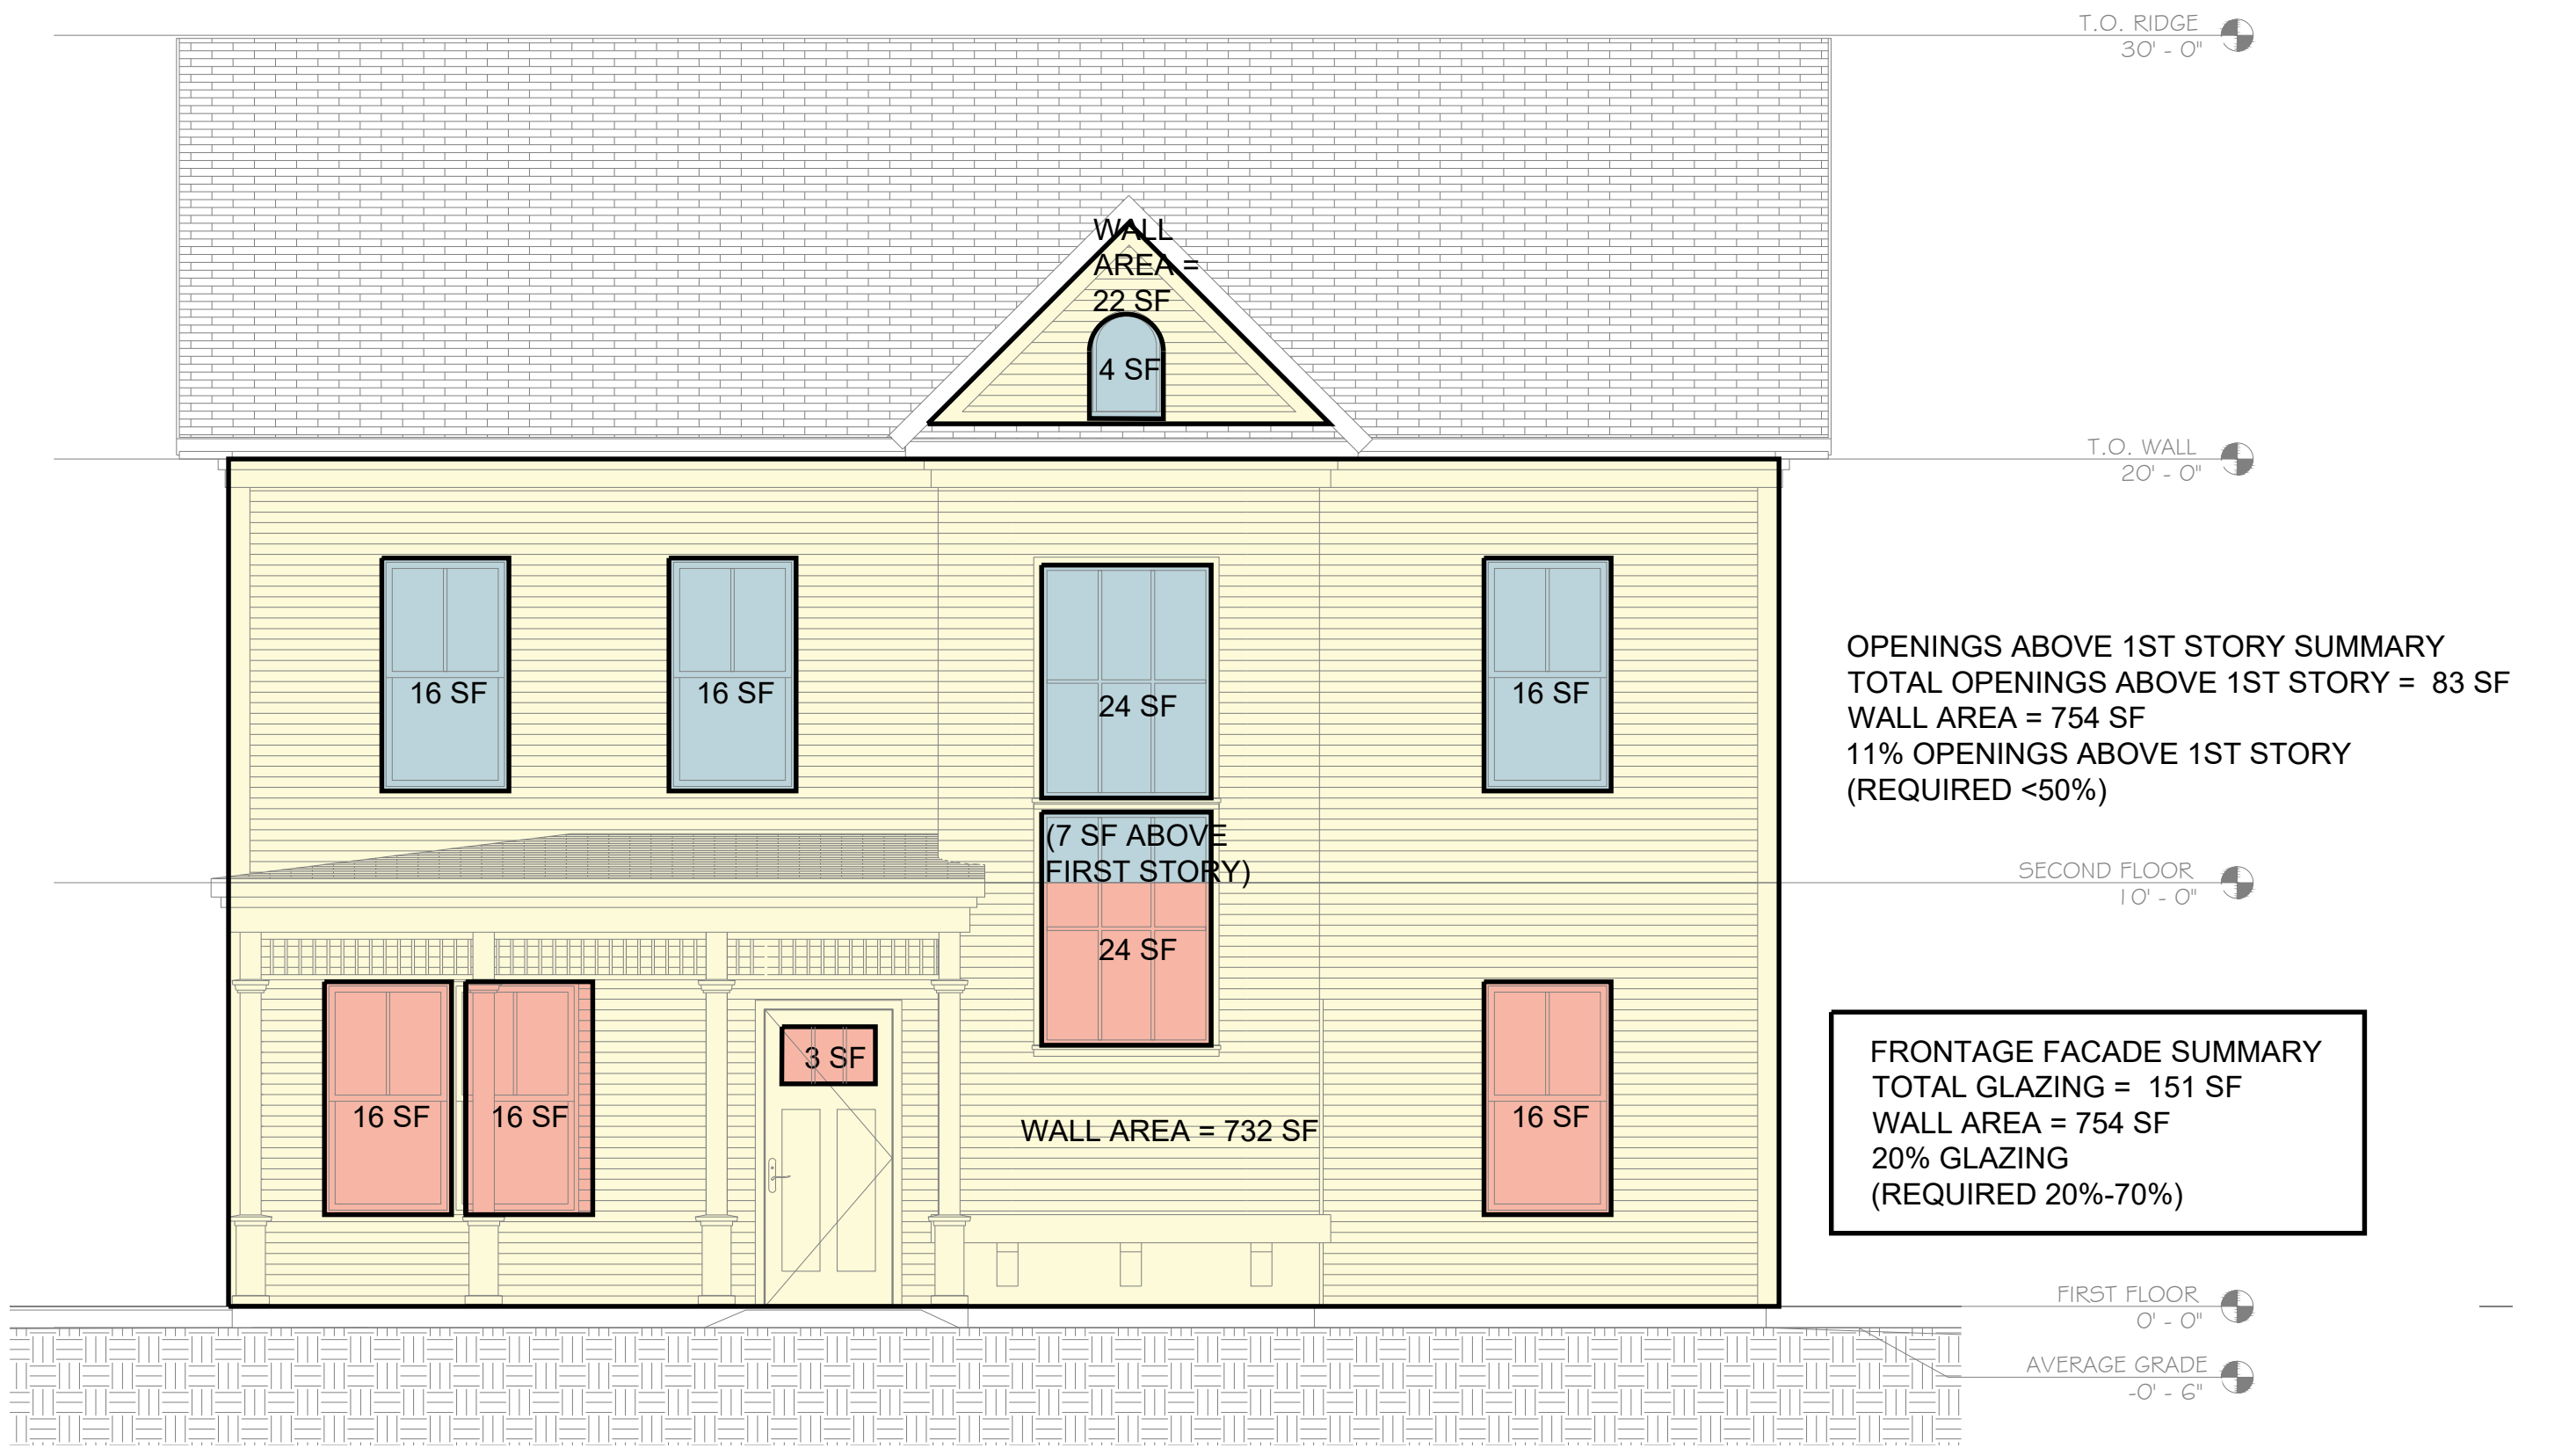 T.O. RIDGE
30' - 0"
WALL
AREA =
22 SF
4 SF
T.O. WALL
20' - 0"
16 SF
16 SF
24 SF
16 SF
OPENINGS ABOVE 1ST STORY SUMMARY
TOTAL OPENINGS ABOVE 1ST STORY = 83 SF
WALL AREA = 754 SF
11% OPENINGS ABOVE 1ST STORY
(REQUIRED <50%)
(7 SF ABOVE
FIRST STORY)
SECOND FLOOR
10' - 0"
24 SF
3 SF
16 SF
16 SF
16 SF
WALL AREA = 732 SF
FRONTAGE FACADE SUMMARY
TOTAL GLAZING = 151 SF
WALL AREA = 754 SF
20% GLAZING
(REQUIRED 20%-70%)
FIRST FLOOR
0' - 0"
AVERAGE GRADE
-0' - 6"